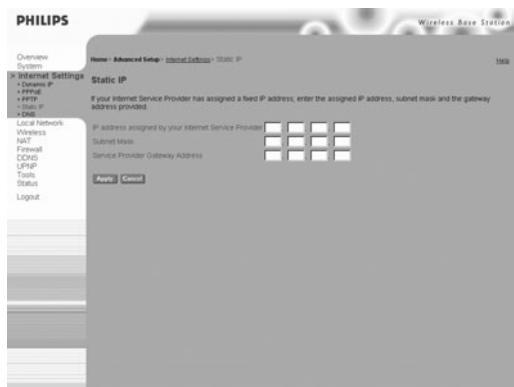 PHILIPS
Wireless Base Station
Home > Advanced Setup > Internet Settings > Static IP
Help
Overview
System
> Internet Settings
• Dynamic IP
• PPPoE
• PPTP
• Static IP
• DNS
Local Network
Wireless
NAT
Firewall
DDNS
UPNP
Tools
Status
Logout
Static IP
If your Internet Service Provider has assigned a fixed IP address, enter the assigned IP address, subnet mask and the gateway
address provided.
IP address assigned by your Internet Service Provider
Subnet Mask
Service Provider Gateway Address
Apply Cancel